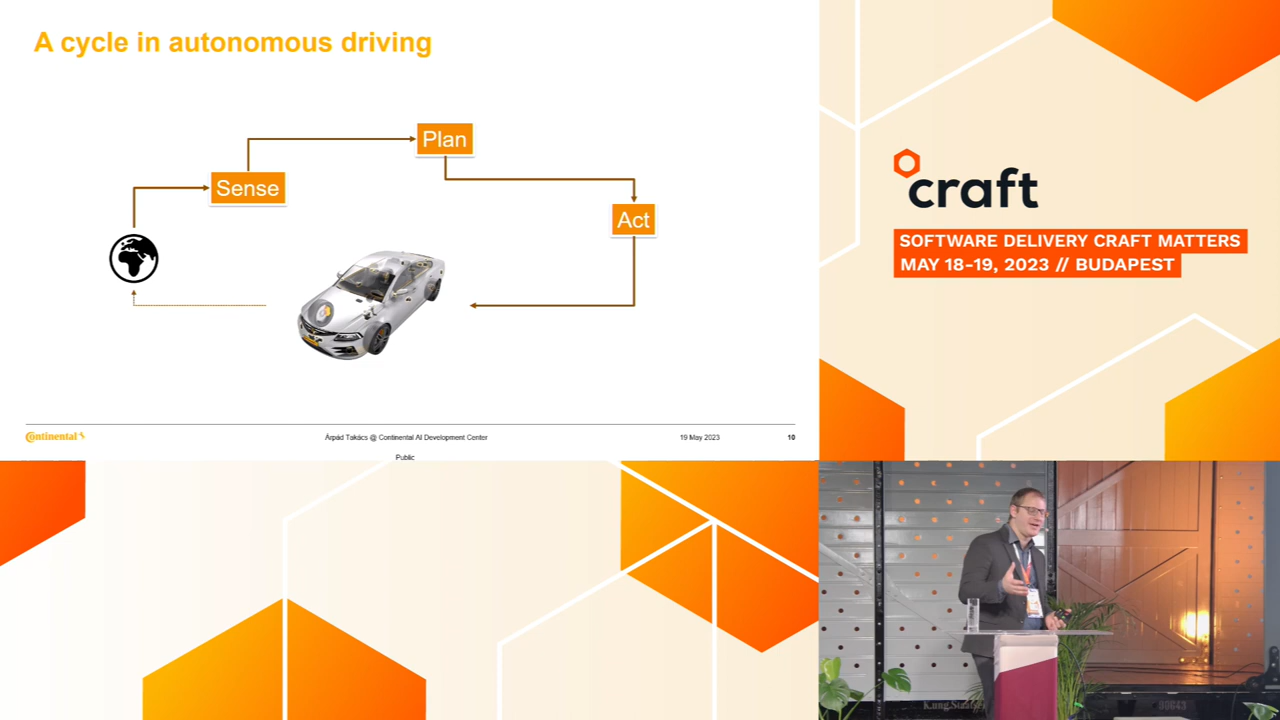 A cycle in autonomous driving
Plan
Sense
Act
Continental
Árpád Takács @ Continental AI Development Center
19 May 2023
10
Public
craft
SOFTWARE DELIVERY CRAFT MATTERS
MAY 18-19, 2023 // BUDAPEST